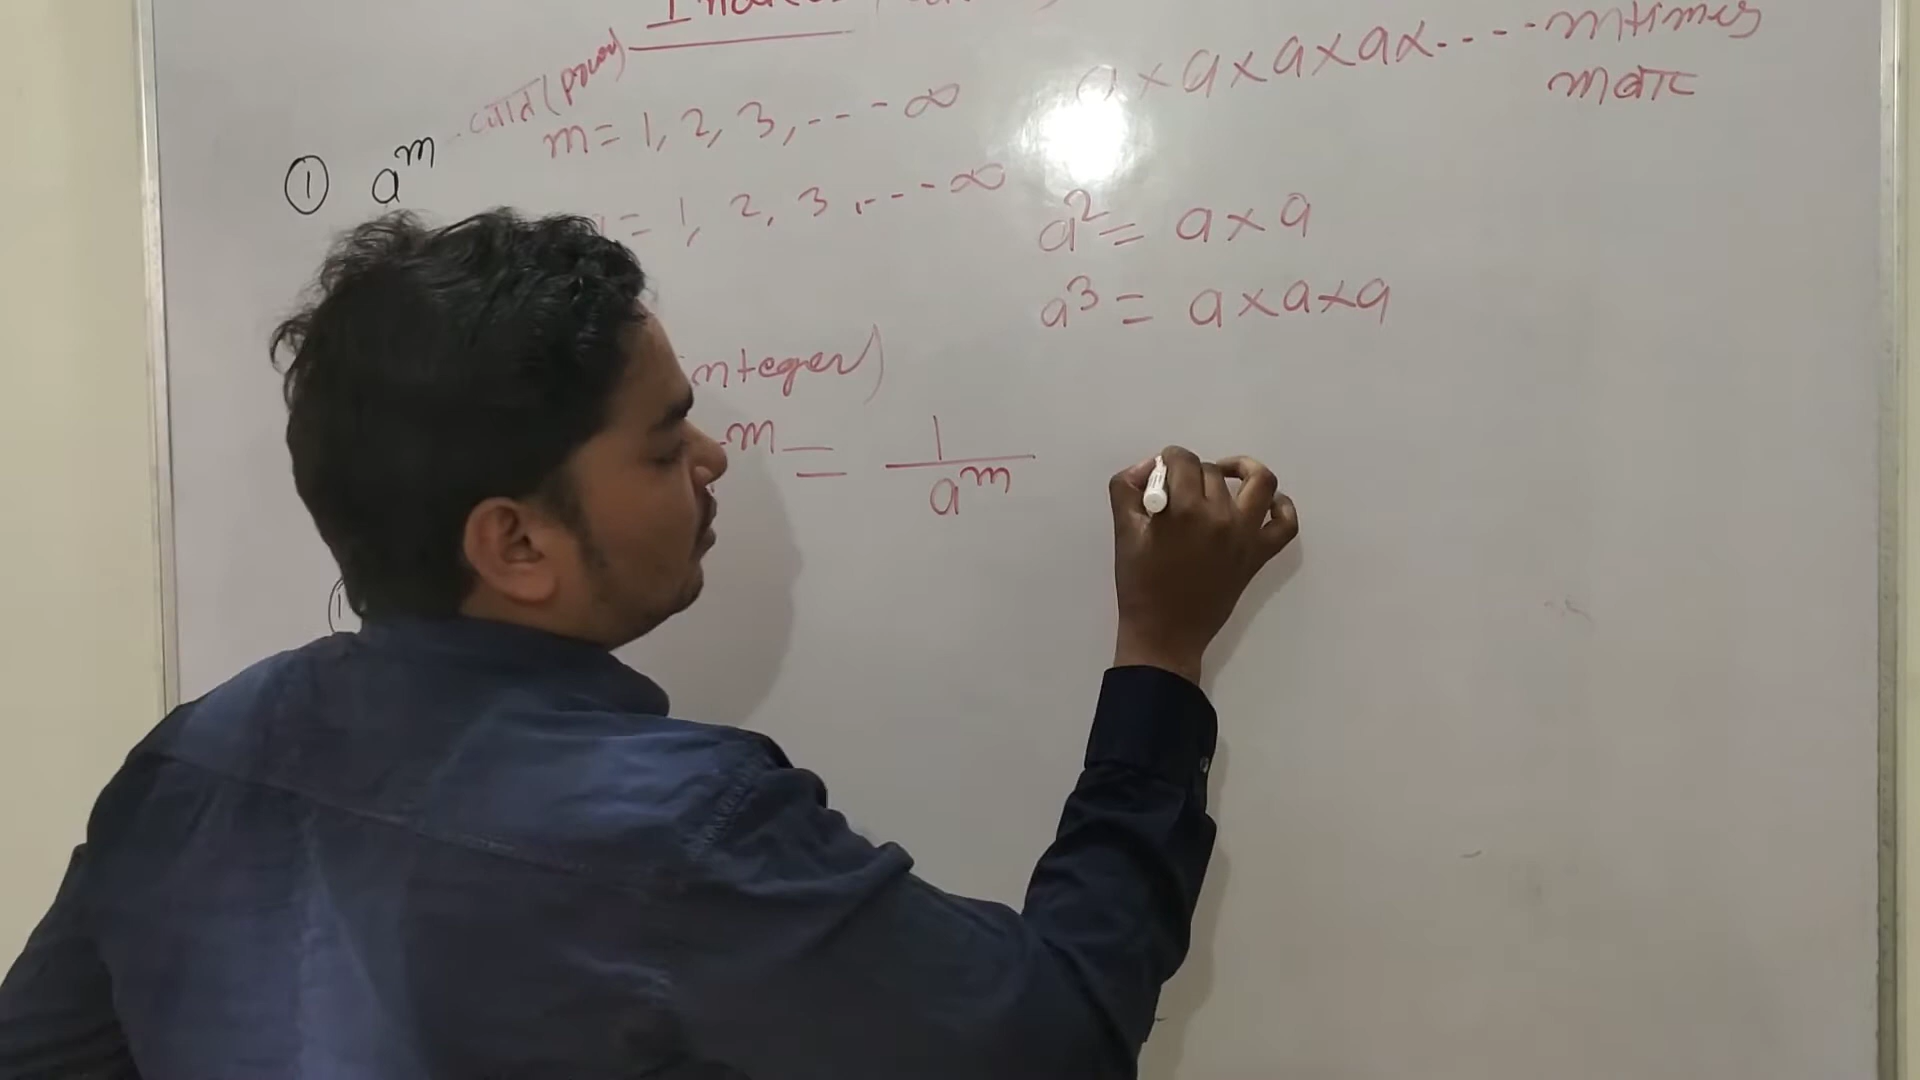 a × a × a × a × .... m times
m = 1, 2, 3, --- ∞
① a^m (power)
= 1, 2, 3, --- ∞
a² = a × a
a³ = a × a × a
integer)
-m = 1/a^m